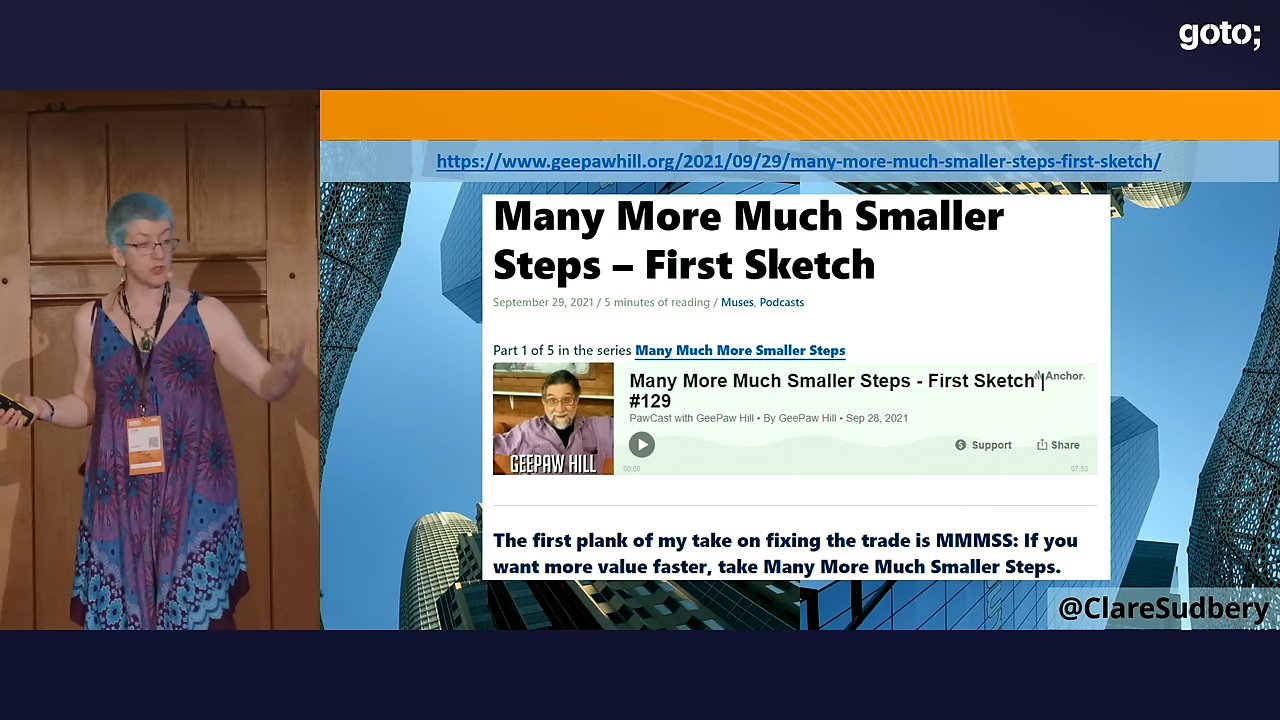 goto;
https://www.geepawhill.org/2021/09/29/many-more-much-smaller-steps-first-sketch/
Many More Much Smaller
Steps – First Sketch
September 29, 2021 / 5 minutes of reading / Muses, Podcasts
Part 1 of 5 in the series Many Much More Smaller Steps
Many More Much Smaller Steps - First Sketch |
#129
Anchor.
PawCast with GeePaw Hill • By GeePaw Hill • Sep 28, 2021
Support
Share
00:00
07:53
GEEPAW HILL
The first plank of my take on fixing the trade is MMMSS: If you
want more value faster, take Many More Much Smaller Steps.
@ClareSudbery